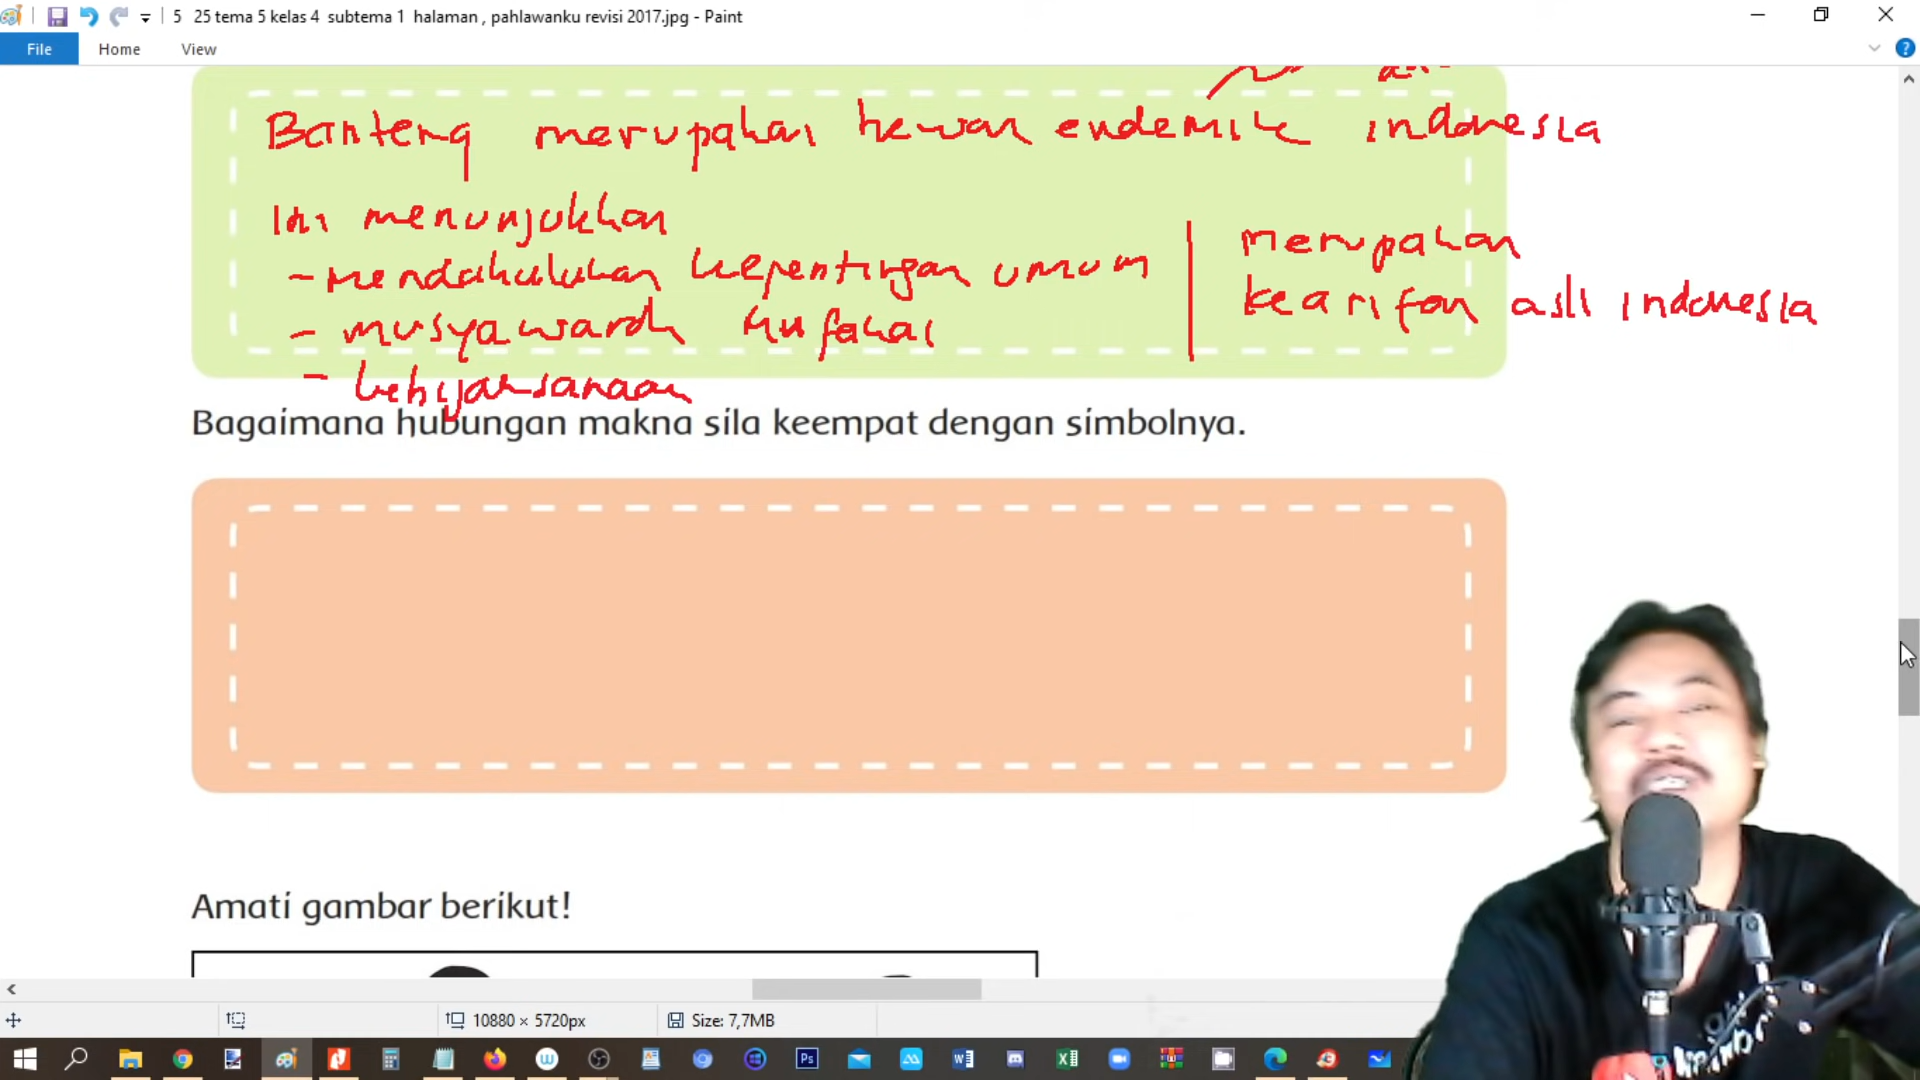 5 25 tema 5 kelas 4 subtema 1 halaman , pahlawanku revisi 2017.jpg - Paint
File Home View
Banteng merupakan hewan endemik indonesia
Ini menunjukkan
- mendahulukan kepentingan umum
- musyawarah mufakat
- kebijaksanaan
merupakan
kearifan asli indonesia
Bagaimana hubungan makna sila keempat dengan simbolnya.
Amati gambar berikut!
10880 × 5720px Size: 7,7MB